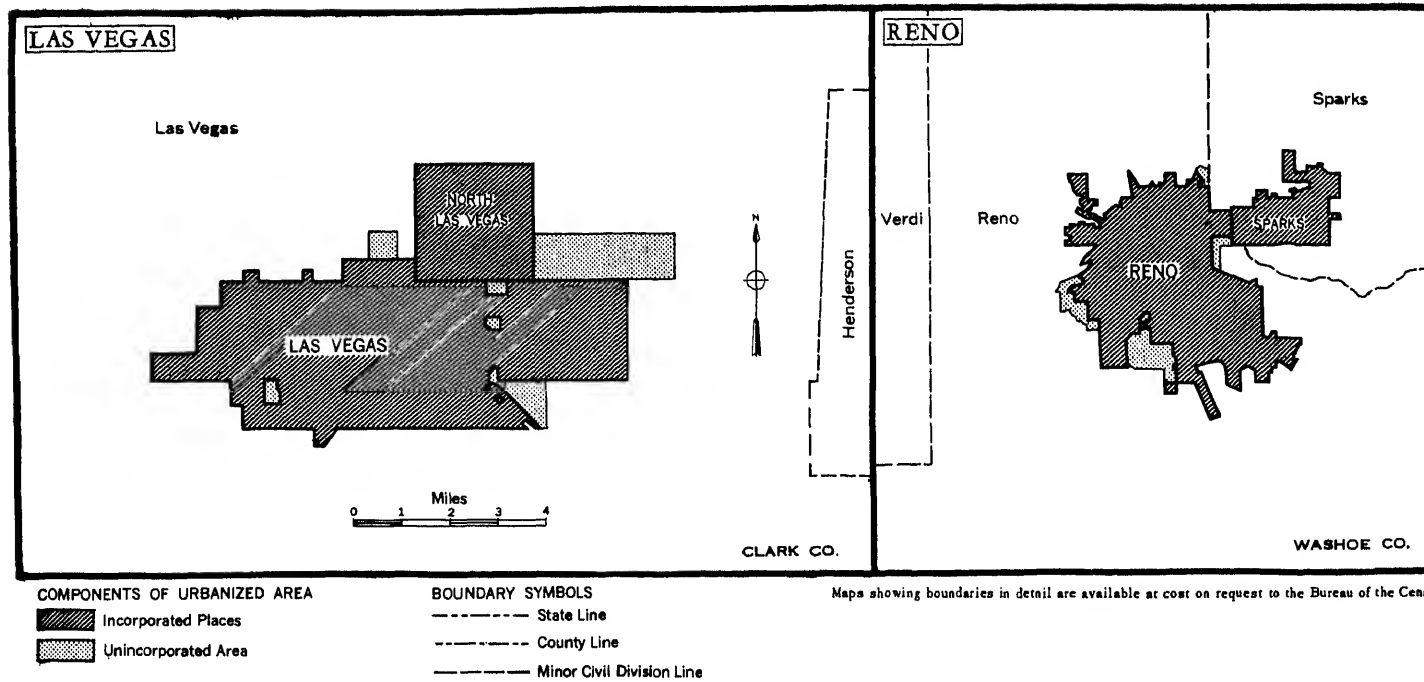 LAS VEGAS
Las Vegas
NORTH
LAS VEGAS
LAS VEGAS
N
Henderson
Miles
0 1 2 3 4
CLARK CO.
RENO
Sparks
Verdi
Reno
SPARKS
RENO
WASHOE CO.
COMPONENTS OF URBANIZED AREA
Incorporated Places
Unincorporated Area
BOUNDARY SYMBOLS
State Line
County Line
Minor Civil Division Line
Maps showing boundaries in detail are available at cost on request to the Bureau of the Cen